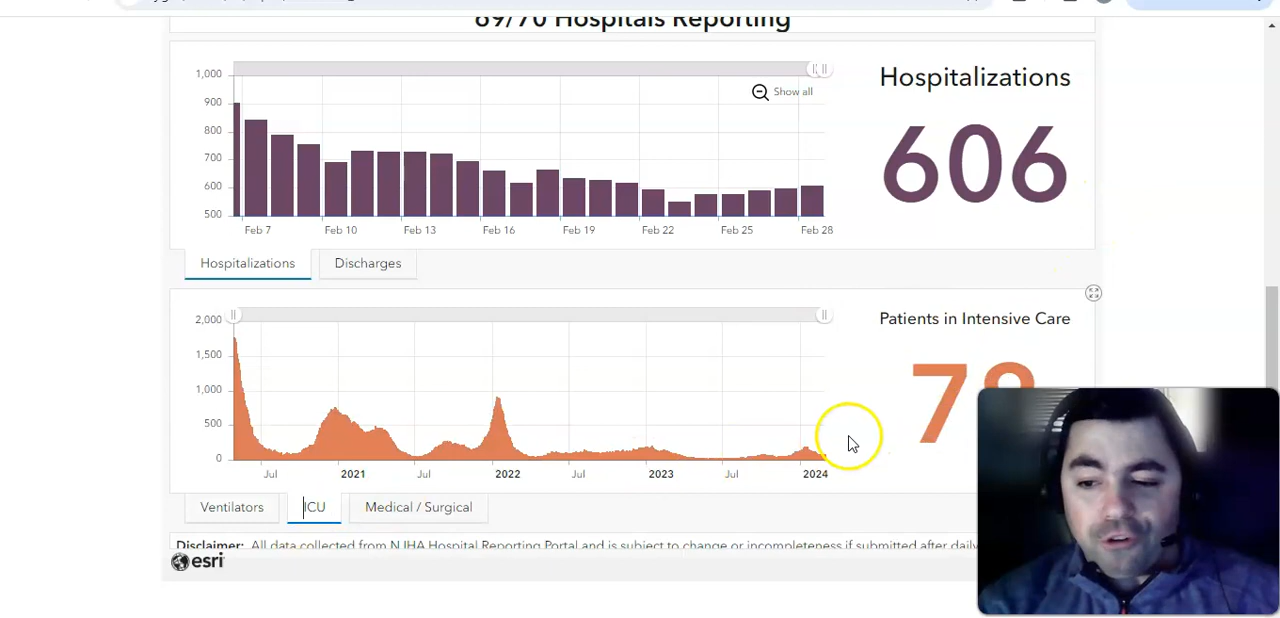 69/70 Hospitals Reporting
1,000
900
800
700
600
500
Show all
Feb 7
Feb 10
Feb 13
Feb 16
Feb 19
Feb 22
Feb 25
Feb 28
Hospitalizations
606
Hospitalizations
Discharges
2,000
1,500
1,000
500
0
Jul
2021
Jul
2022
Jul
2023
Jul
2024
Patients in Intensive Care
Ventilators
ICU
Medical / Surgical
Disclaimer: All data collected from NJHA Hospital Reporting Portal and is subject to change or incompleteness if submitted after daily
esri